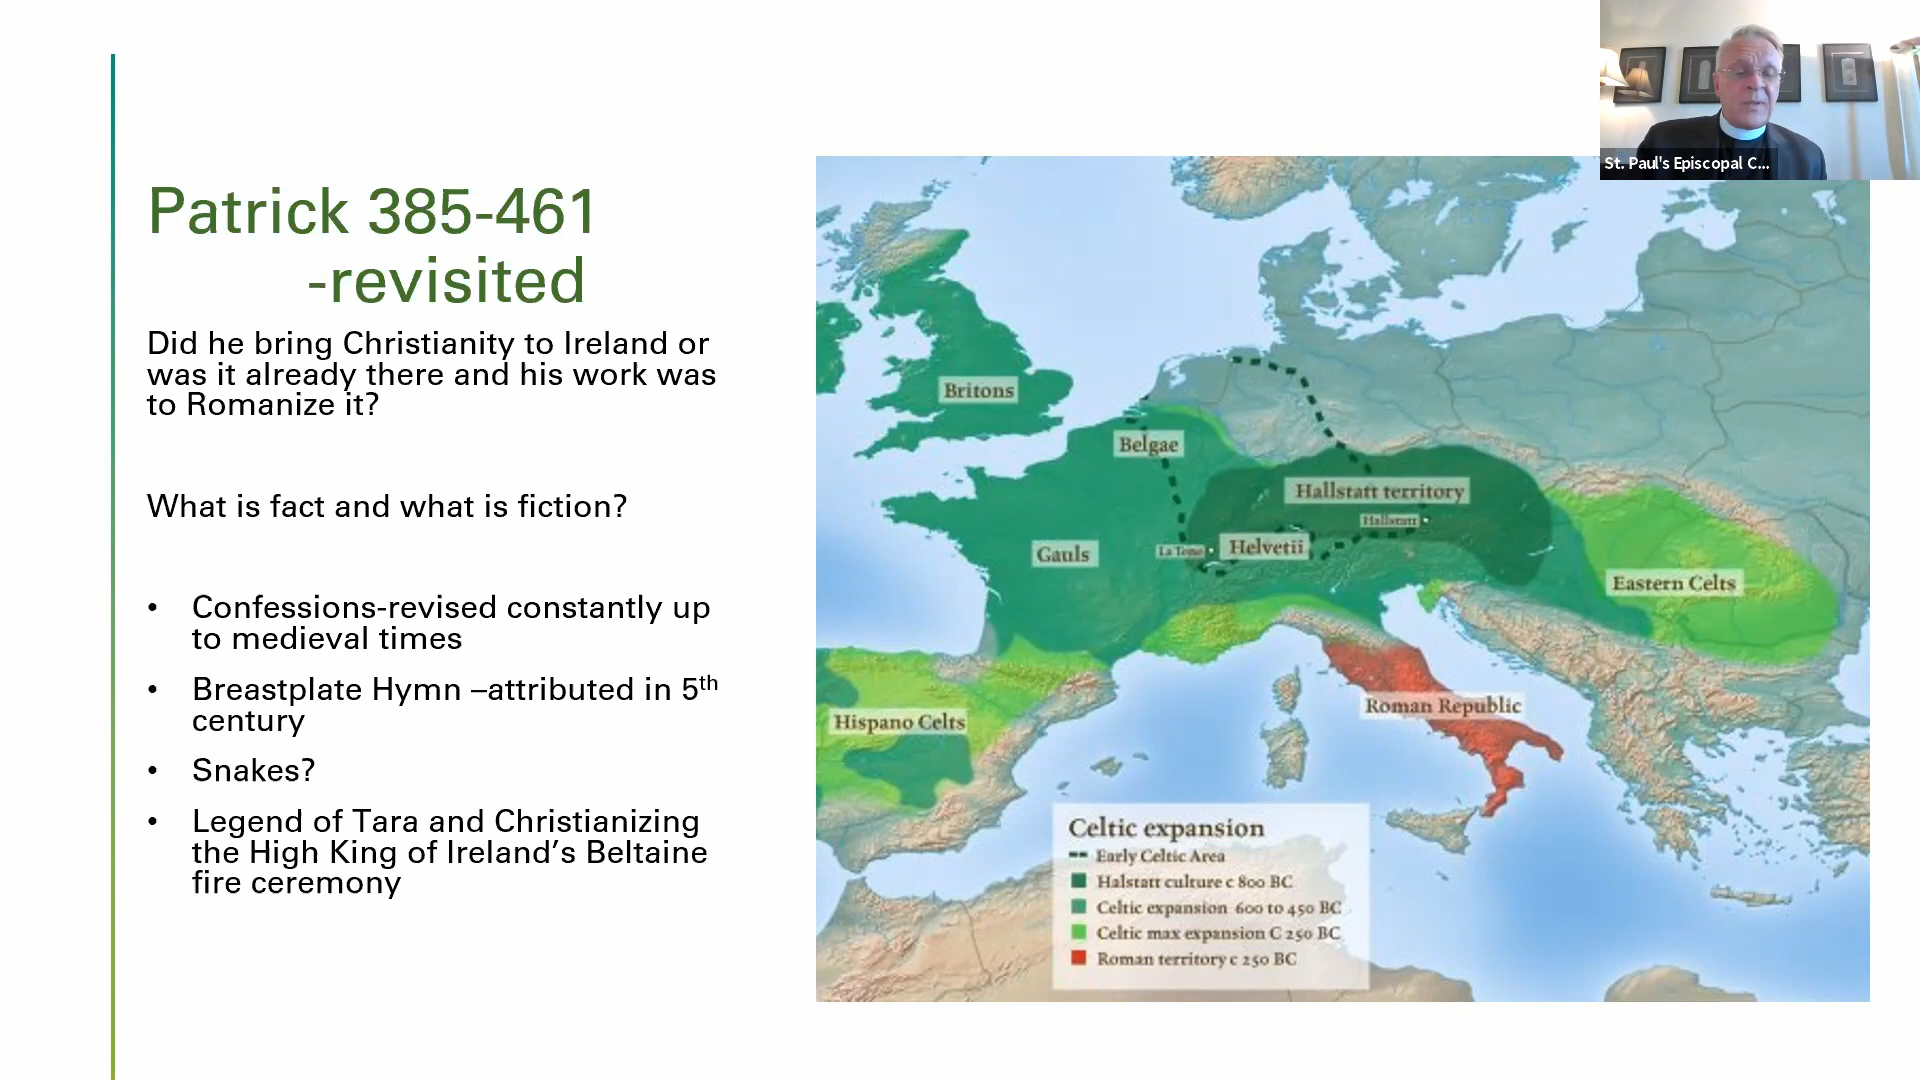 St. Paul's Episcopal C...
Patrick 385-461
-revisited
Did he bring Christianity to Ireland or
was it already there and his work was
to Romanize it?
What is fact and what is fiction?
• Confessions-revised constantly up
to medieval times
• Breastplate Hymn –attributed in 5th
century
• Snakes?
• Legend of Tara and Christianizing
the High King of Ireland's Beltaine
fire ceremony
Britons
Belgae
Hallstatt territory
Hallstatt
Gauls
La Tene
Helvetii
Eastern Celts
Roman Republic
Hispano Celts
Celtic expansion
Early Celtic Area
Halstatt culture c 800 BC
Celtic expansion 600 to 450 BC
Celtic max expansion C 250 BC
Roman territory c 250 BC